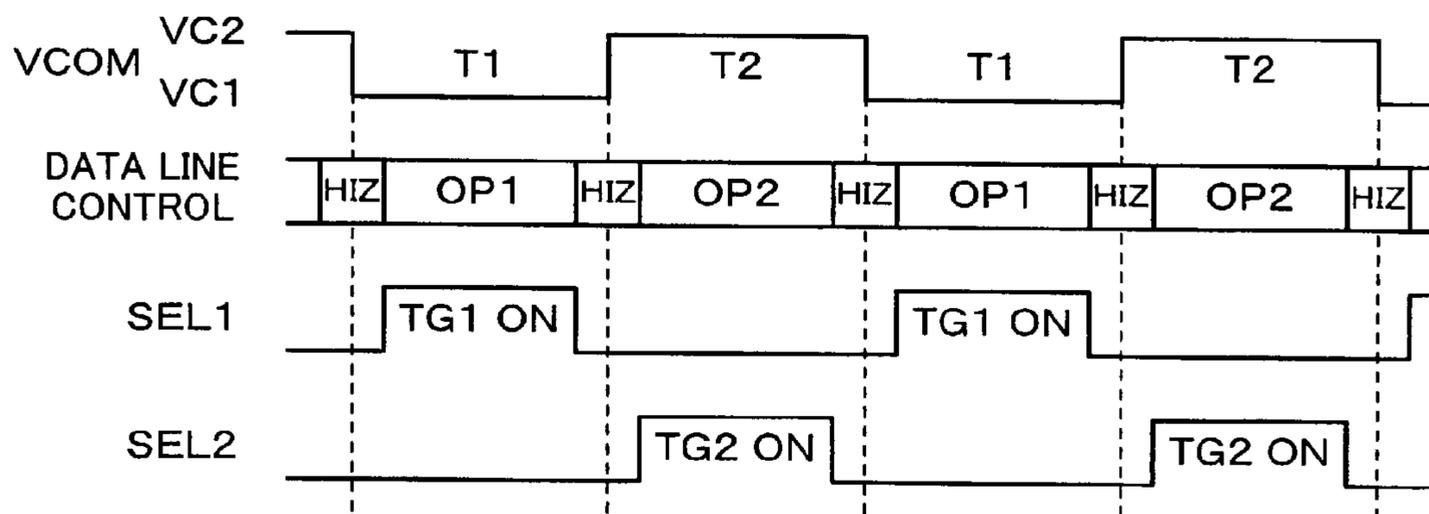 VCOM VC2
VC1
T1 T2 T1 T2
DATA LINE
CONTROL
HIZ OP1 HIZ OP2 HIZ OP1 HIZ OP2 HIZ
SEL1 TG1 ON TG1 ON
SEL2 TG2 ON TG2 ON